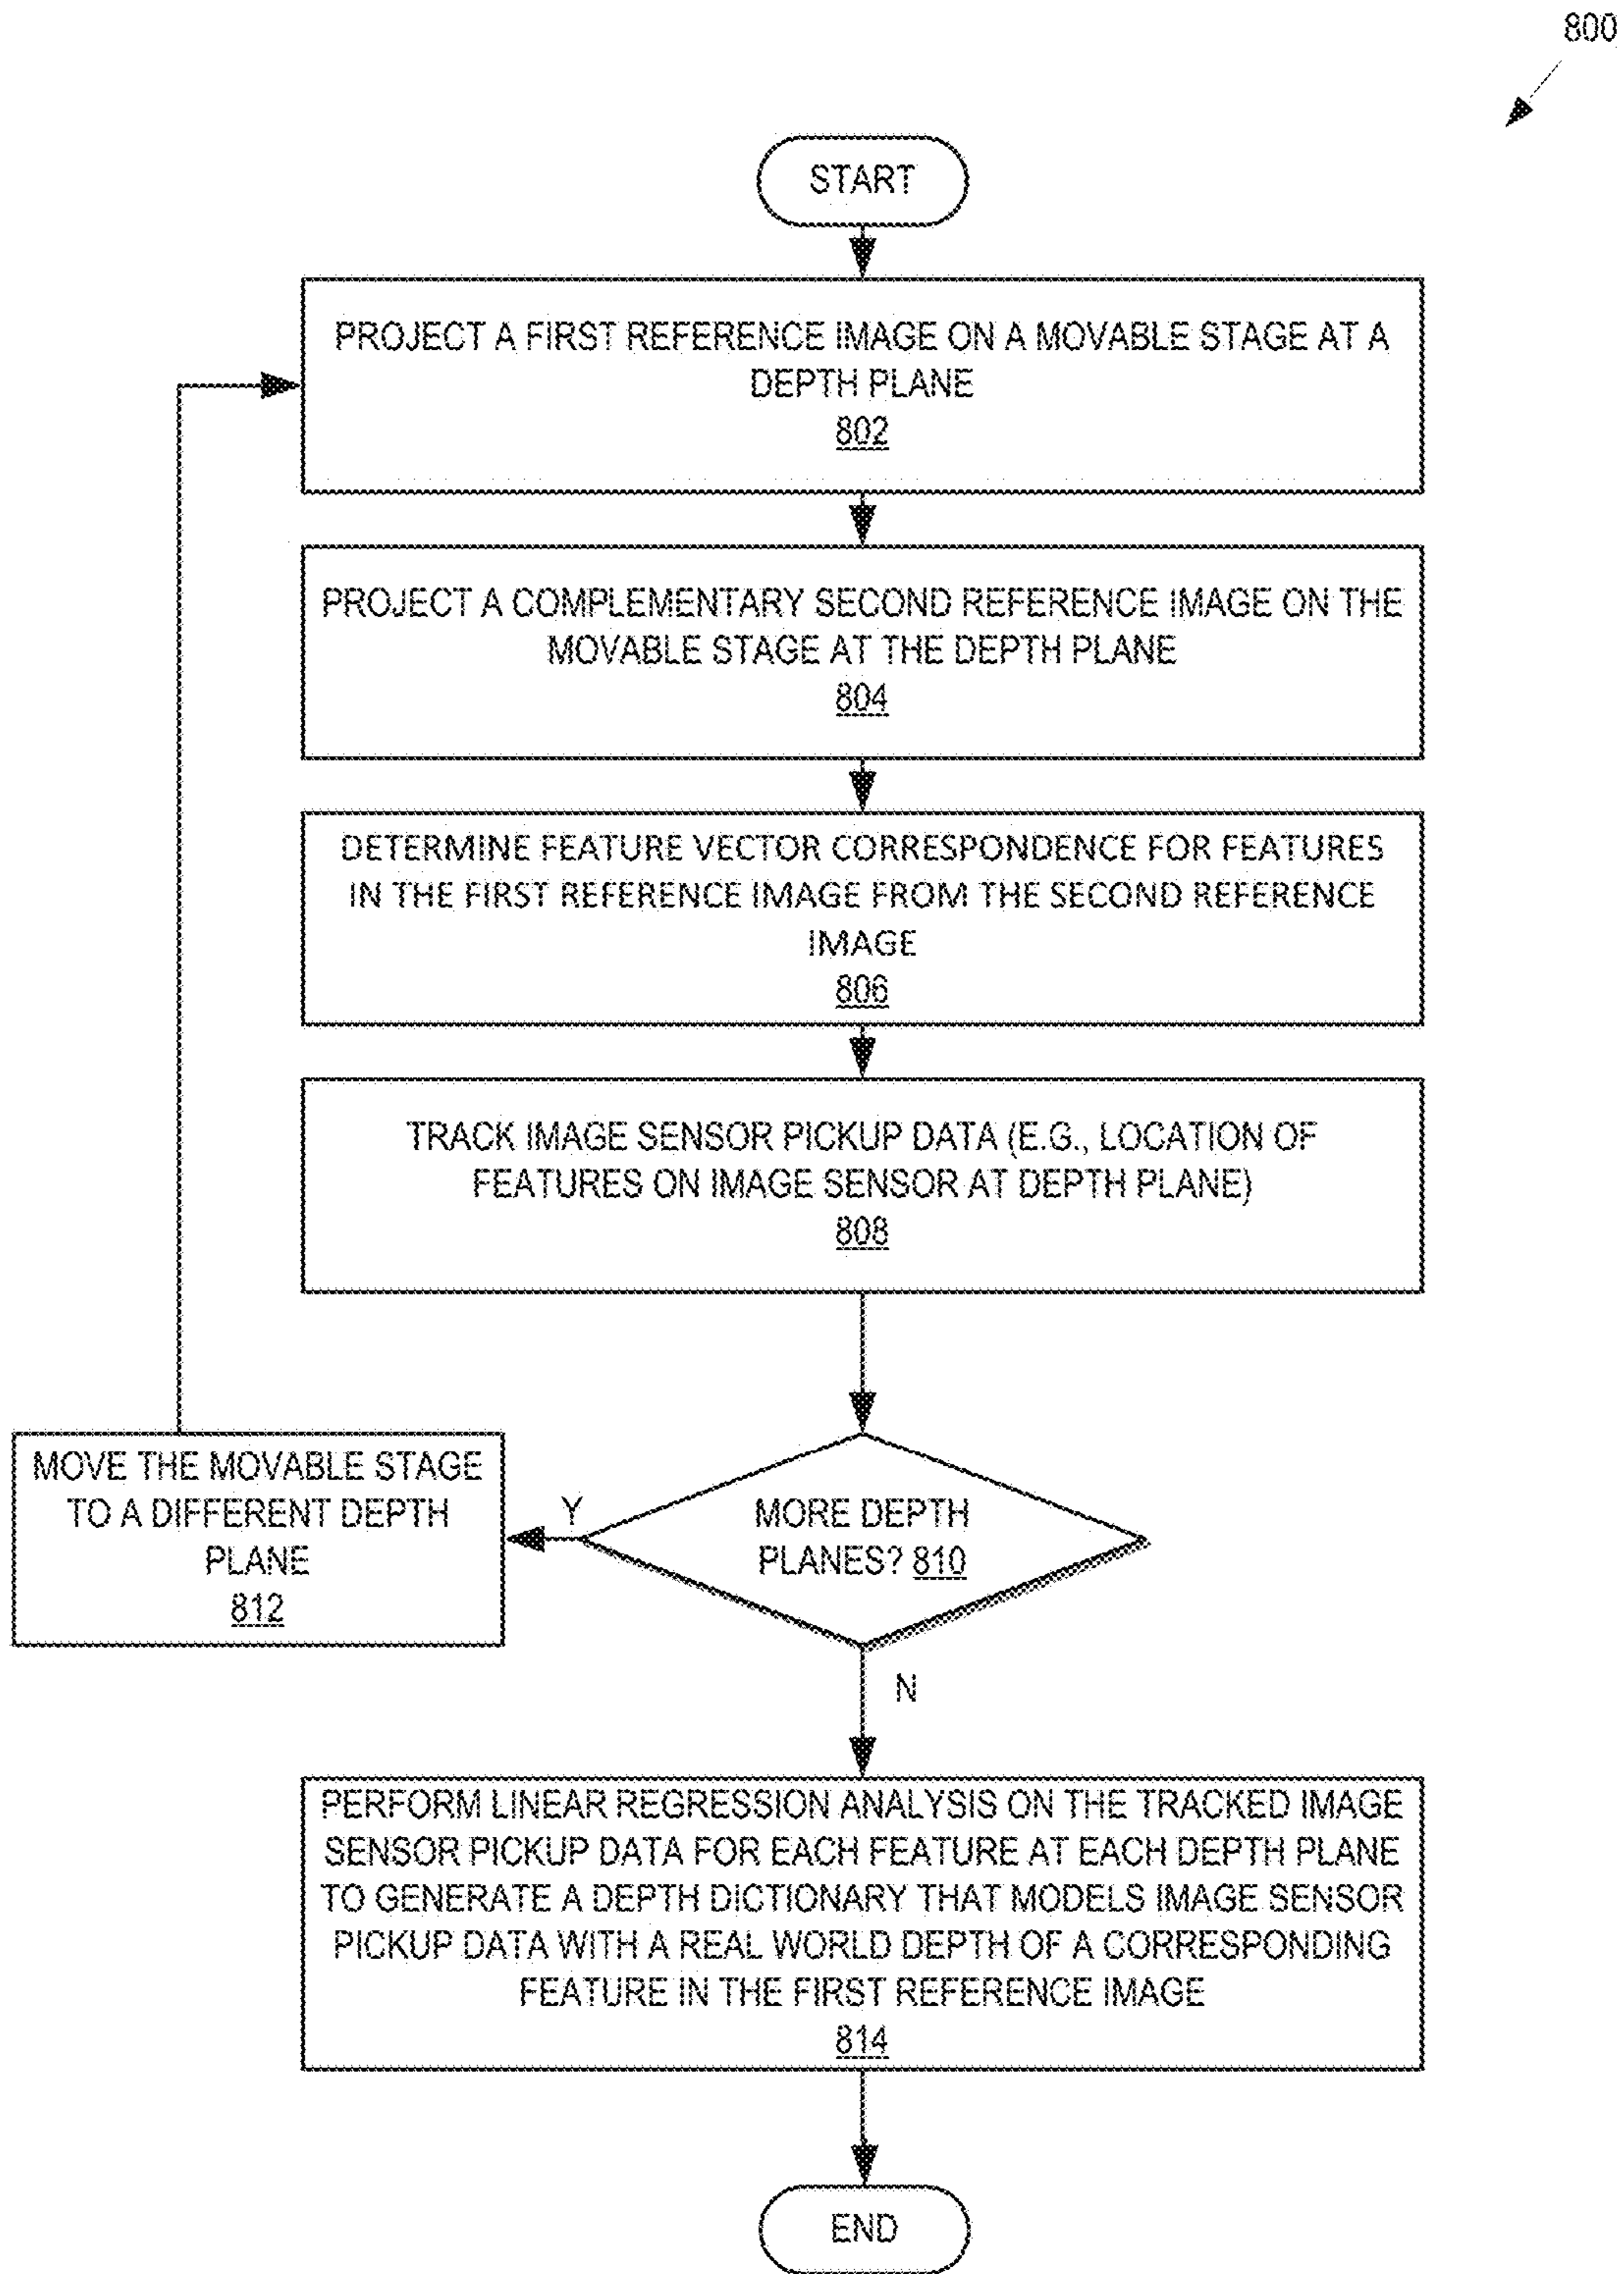 800
START
PROJECT A FIRST REFERENCE IMAGE ON A MOVABLE STAGE AT A
DEPTH PLANE
802
PROJECT A COMPLEMENTARY SECOND REFERENCE IMAGE ON THE
MOVABLE STAGE AT THE DEPTH PLANE
804
DETERMINE FEATURE VECTOR CORRESPONDENCE FOR FEATURES
IN THE FIRST REFERENCE IMAGE FROM THE SECOND REFERENCE
IMAGE
806
TRACK IMAGE SENSOR PICKUP DATA (E.G., LOCATION OF
FEATURES ON IMAGE SENSOR AT DEPTH PLANE)
808
MORE DEPTH
PLANES? 810
Y
MOVE THE MOVABLE STAGE
TO A DIFFERENT DEPTH
PLANE
812
N
PERFORM LINEAR REGRESSION ANALYSIS ON THE TRACKED IMAGE
SENSOR PICKUP DATA FOR EACH FEATURE AT EACH DEPTH PLANE
TO GENERATE A DEPTH DICTIONARY THAT MODELS IMAGE SENSOR
PICKUP DATA WITH A REAL WORLD DEPTH OF A CORRESPONDING
FEATURE IN THE FIRST REFERENCE IMAGE
814
END